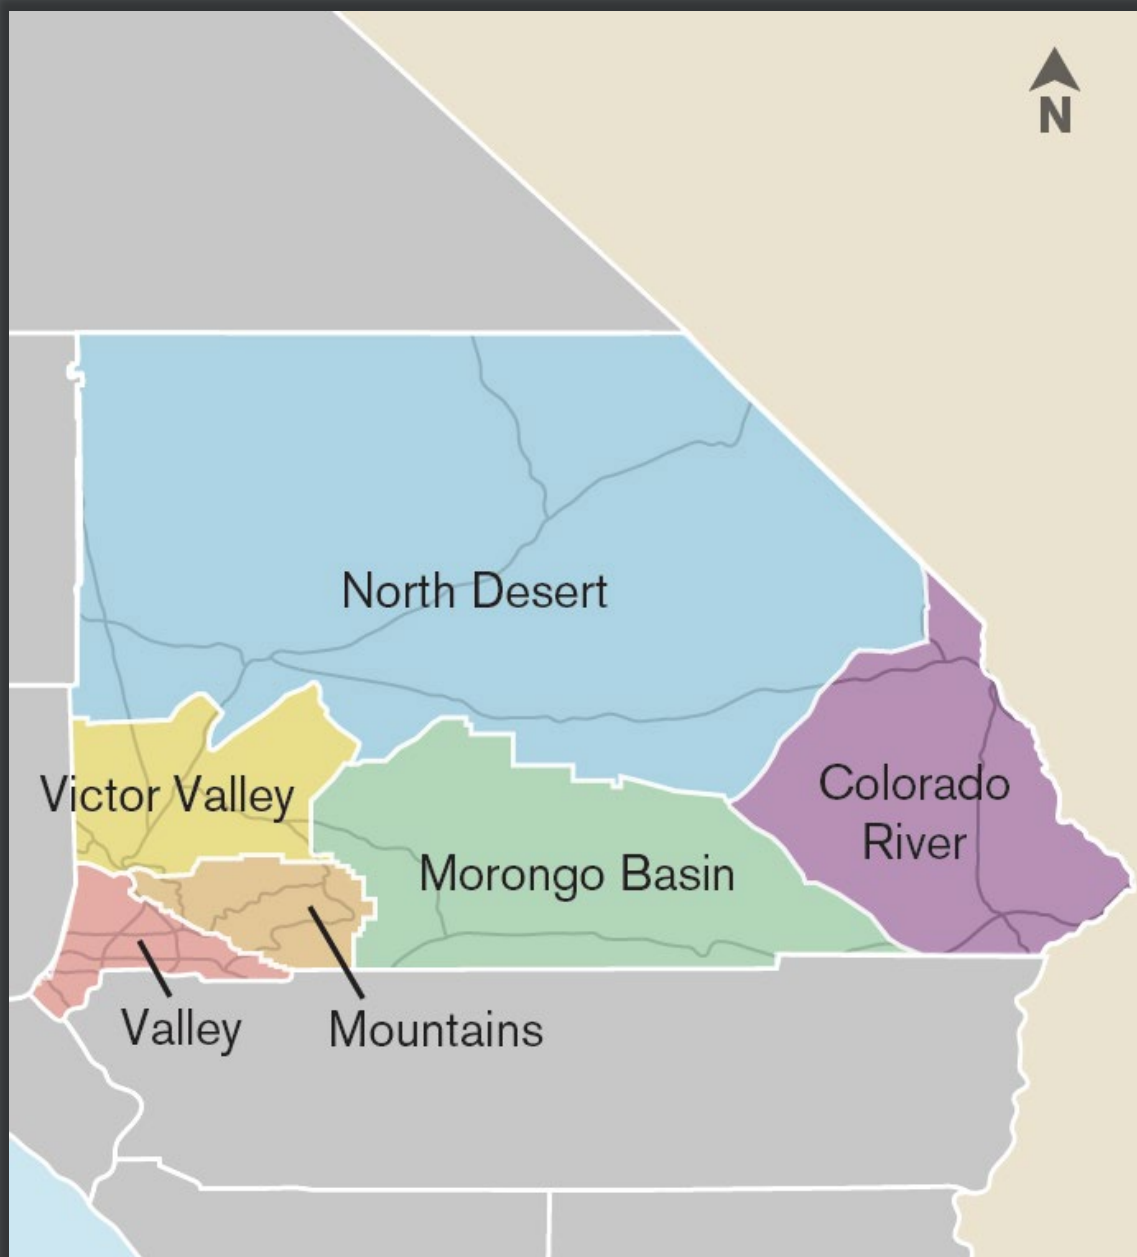 N
North Desert
Victor Valley
Colorado
River
Morongo Basin
Valley
Mountains